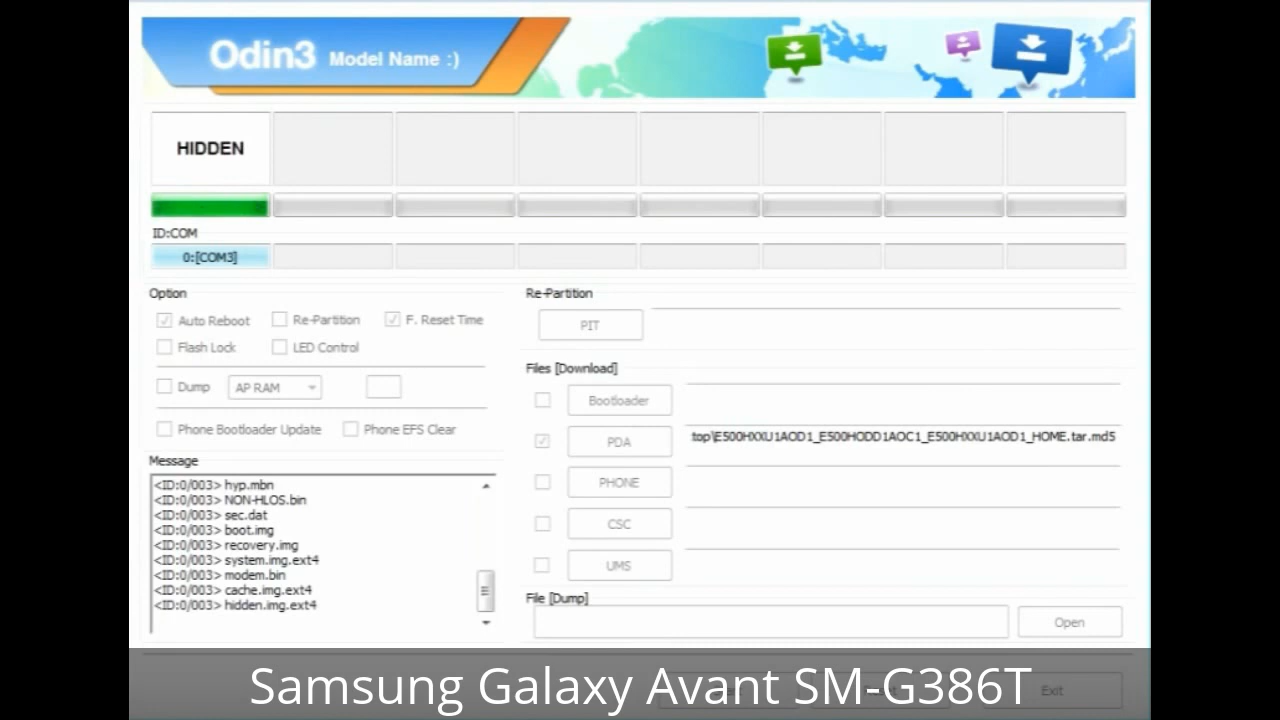 Odin3 Model Name :)
HIDDEN
ID:COM
0:[COM3]
Option
Auto Reboot Re-Partition F. Reset Time
Flash Lock LED Control
Dump AP RAM
Phone Bootloader Update Phone EFS Clear
Message
<ID:0/003> hyp.mbn
<ID:0/003> NON-HLOS.bin
<ID:0/003> sec.dat
<ID:0/003> boot.img
<ID:0/003> recovery.img
<ID:0/003> system.img.ext4
<ID:0/003> modem.bin
<ID:0/003> cache.img.ext4
<ID:0/003> hidden.img.ext4
Re-Partition
PIT
Files [Download]
Bootloader
PDA top\E500HXXU1AOD1_E500HODD1AOC1_E500HXXU1AOD1_HOME.tar.md5
PHONE
CSC
UMS
File [Dump]
Open
Exit
Samsung Galaxy Avant SM-G386T